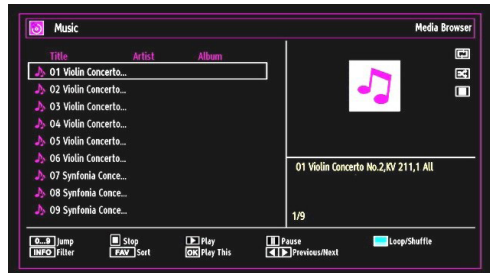 Music Media Browser
Title Artist Album
01 Violin Concerto...
02 Violin Concerto...
03 Violin Concerto...
04 Violin Concerto...
05 Violin Concerto...
06 Violin Concerto...
07 Synfonia Conce...
08 Synfonia Conce...
09 Synfonia Conce...
01 Violin Concerto No.2,KV 211,1 All
1/9
0...9 Jump Stop Play Pause Loop/Shuffle
INFO Filter FAV Sort OK Play This Previous/Next